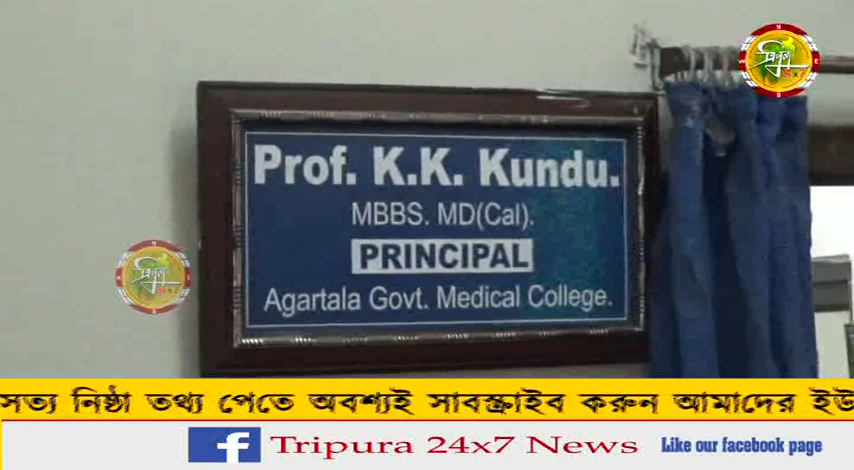 Prof. K.K. Kundu.
MBBS. MD(Cal).
PRINCIPAL
Agartala Govt. Medical College.
সত্য নিষ্ঠা তথ্য পেতে অবশ্যই সাবস্ক্রাইব করুন আমাদের ইউ
f Tripura 24x7 News Like our facebook page